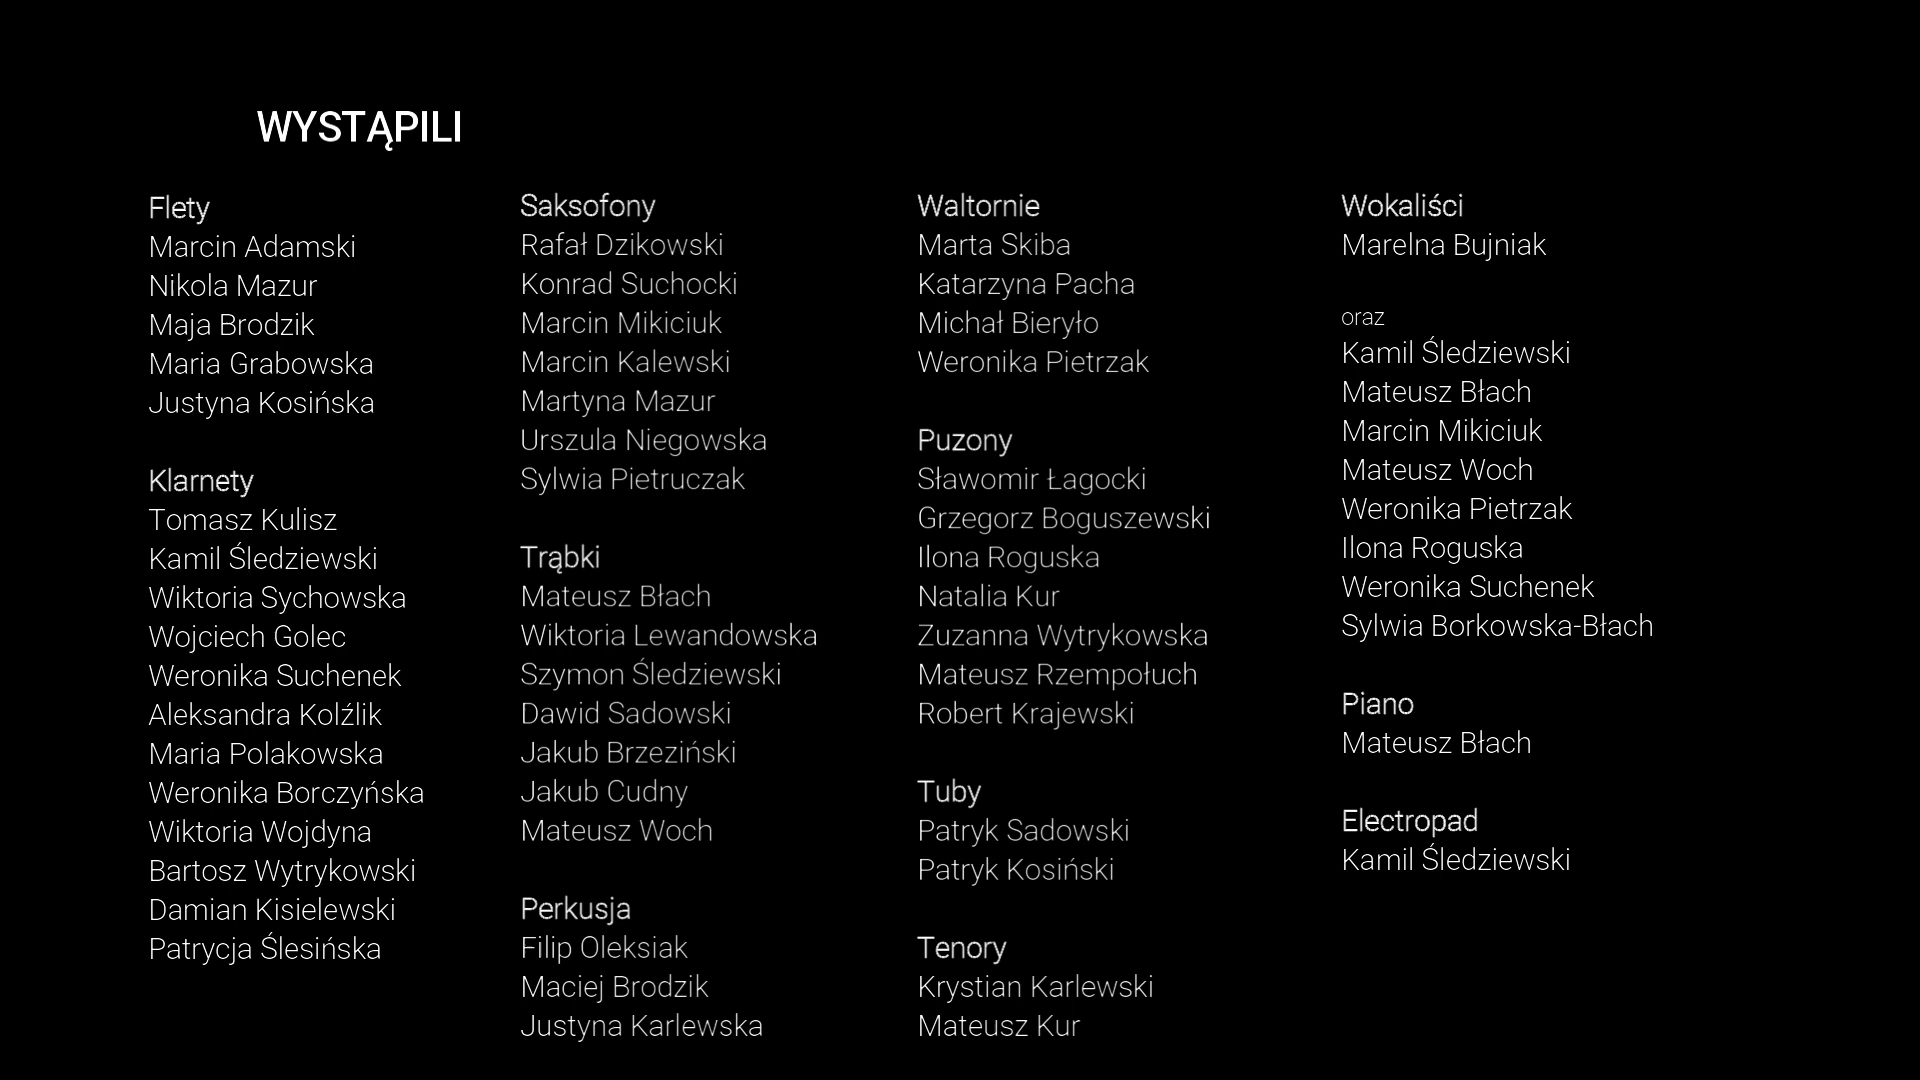 WYSTĄPILI
Flety
Marcin Adamski
Nikola Mazur
Maja Brodzik
Maria Grabowska
Justyna Kosińska
Klarnety
Tomasz Kulisz
Kamil Śledziewski
Wiktoria Sychowska
Wojciech Golec
Weronika Suchenek
Aleksandra Kolźlik
Maria Polakowska
Weronika Borczyńska
Wiktoria Wojdyna
Bartosz Wytrykowski
Damian Kisielewski
Patrycja Ślesińska
Saksofony
Rafał Dzikowski
Konrad Suchocki
Marcin Mikiciuk
Marcin Kalewski
Martyna Mazur
Urszula Niegowska
Sylwia Pietruczak
Trąbki
Mateusz Błach
Wiktoria Lewandowska
Szymon Śledziewski
Dawid Sadowski
Jakub Brzeziński
Jakub Cudny
Mateusz Woch
Perkusja
Filip Oleksiak
Maciej Brodzik
Justyna Karlewska
Waltornie
Marta Skiba
Katarzyna Pacha
Michał Bieryło
Weronika Pietrzak
Puzony
Sławomir Łagocki
Grzegorz Boguszewski
Ilona Roguska
Natalia Kur
Zuzanna Wytrykowska
Mateusz Rzempołuch
Robert Krajewski
Tuby
Patryk Sadowski
Patryk Kosiński
Tenory
Krystian Karlewski
Mateusz Kur
Wokaliści
Marelna Bujniak
oraz
Kamil Śledziewski
Mateusz Błach
Marcin Mikiciuk
Mateusz Woch
Weronika Pietrzak
Ilona Roguska
Weronika Suchenek
Sylwia Borkowska-Błach
Piano
Mateusz Błach
Electropad
Kamil Śledziewski